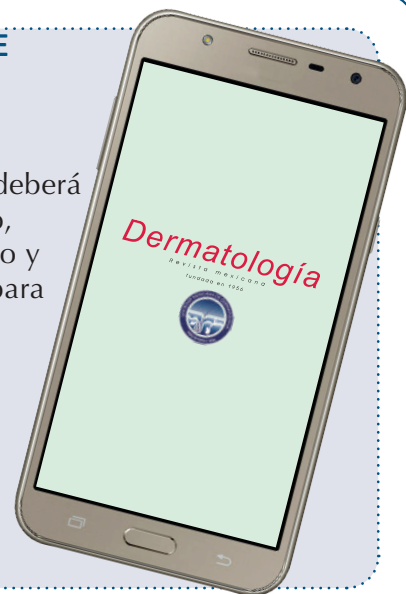 E
deberá
o,
o y
para
Dermatología
Revista mexicana
fundada en 1956